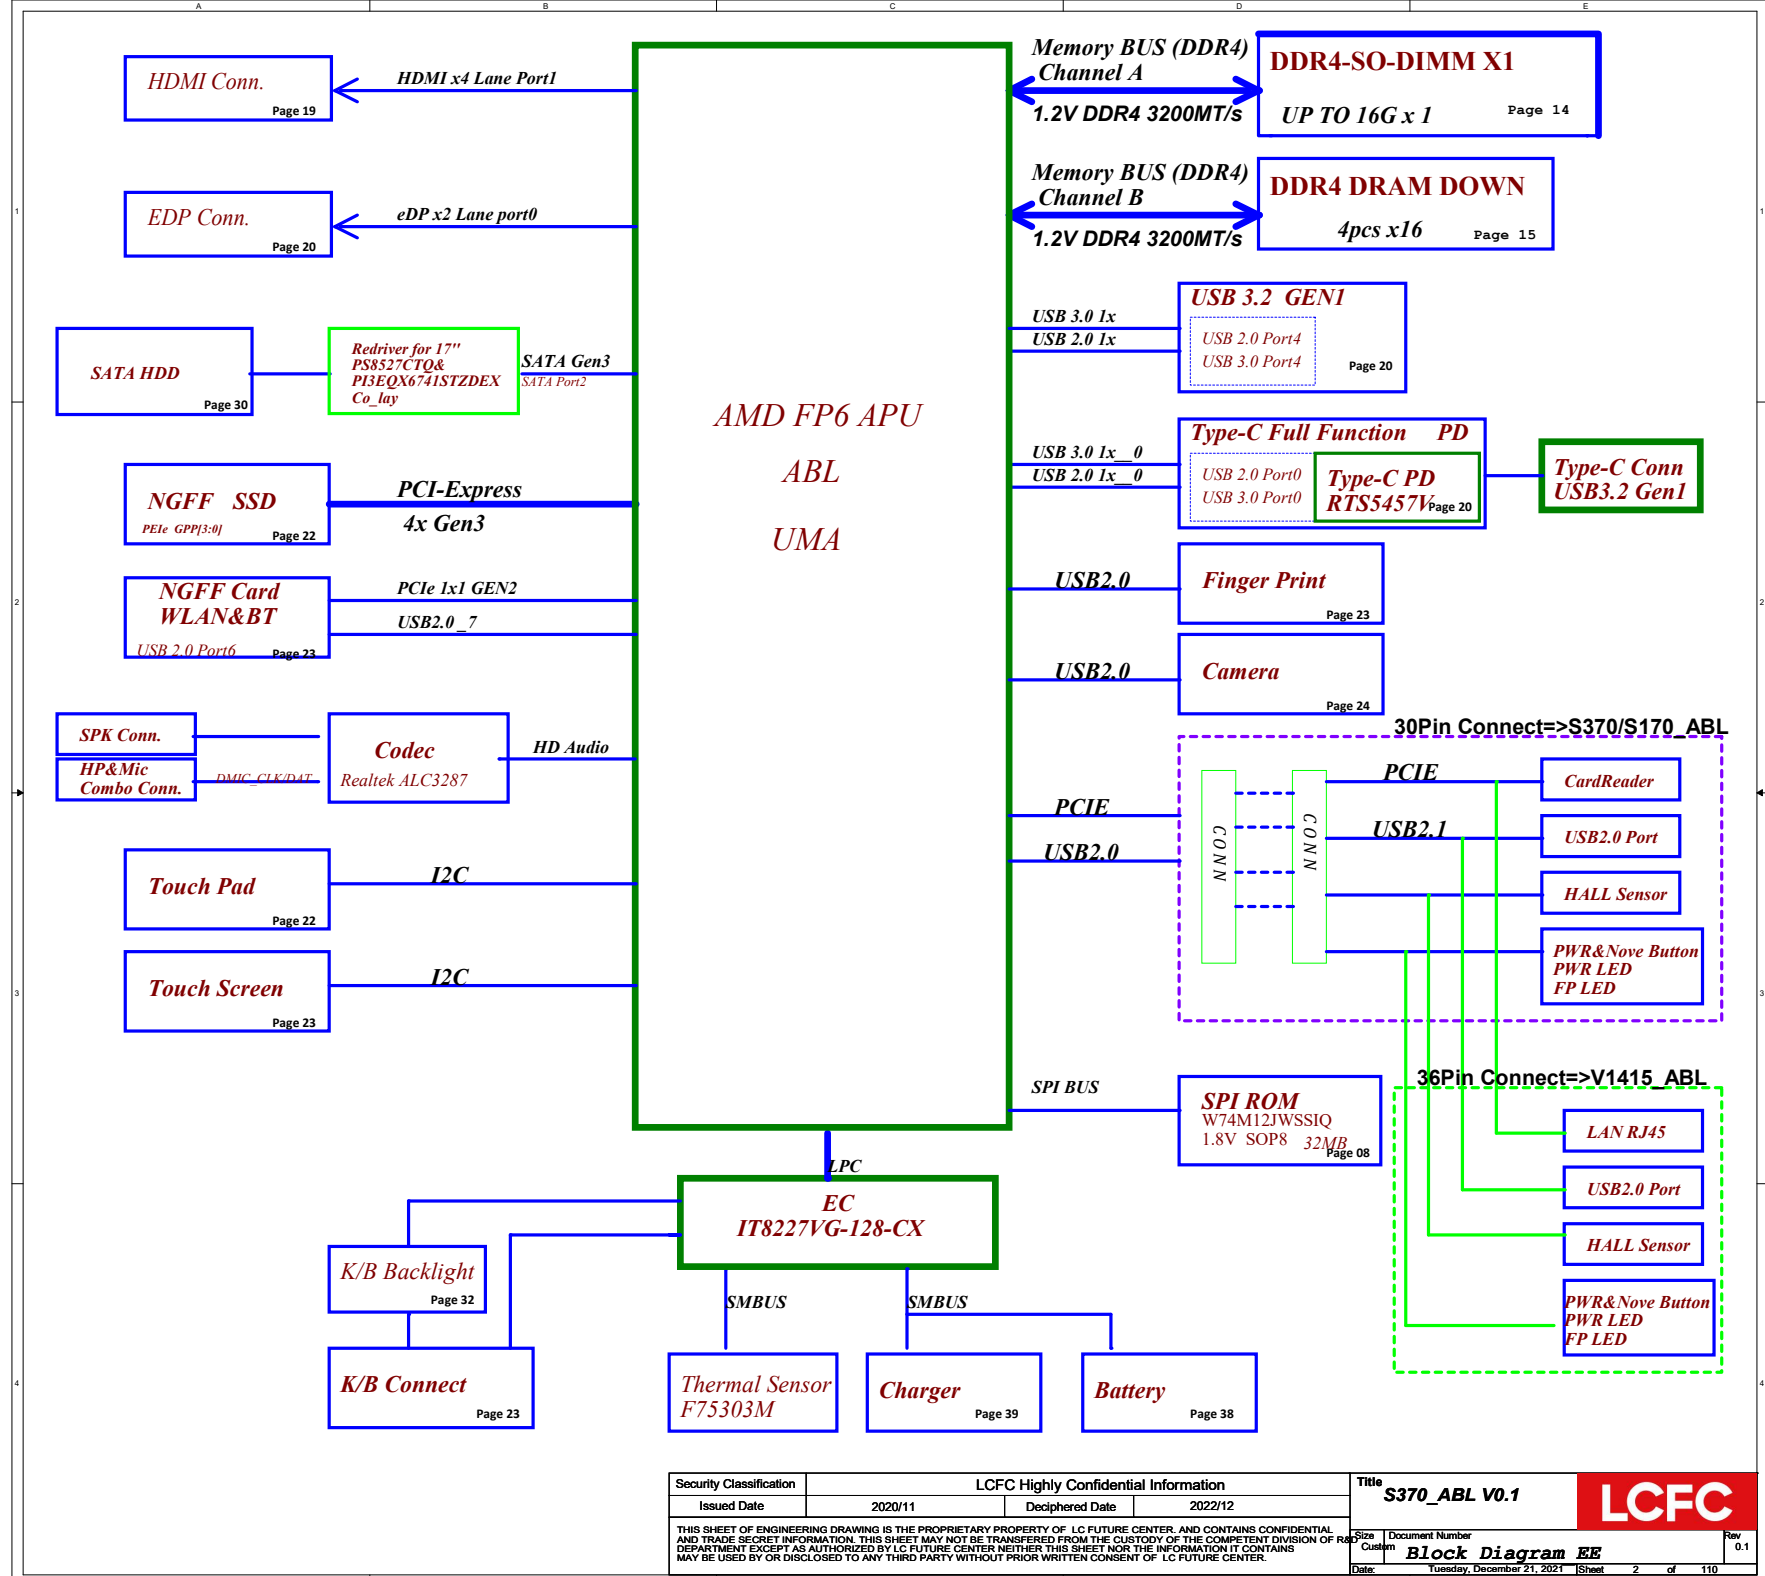 A B C D E
HDMI Conn.
Page 19
HDMI x4 Lane Port1
EDP Conn.
Page 20
eDP x2 Lane port0
SATA HDD
Page 30
Redriver for 17"
PS8527CTQ&
PI3EQX6741STZDEX
Co_lay
SATA Gen3
SATA Port2
NGFF SSD
PEIe GPP[3:0]
Page 22
PCI-Express
4x Gen3
NGFF Card
WLAN&BT
USB 2.0 Port6
Page 23
PCIe 1x1 GEN2
USB2.0_7
SPK Conn.
HP&Mic
Combo Conn.
DMIC_CLK/DAT
Codec
Realtek ALC3287
HD Audio
Touch Pad
Page 22
I2C
Touch Screen
Page 23
I2C
AMD FP6 APU
ABL
UMA
Memory BUS (DDR4)
Channel A
1.2V DDR4 3200MT/s
DDR4-SO-DIMM X1
UP TO 16G x 1
Page 14
Memory BUS (DDR4)
Channel B
1.2V DDR4 3200MT/s
DDR4 DRAM DOWN
4pcs x16
Page 15
USB 3.0 1x
USB 2.0 1x
USB 3.2 GEN1
USB 2.0 Port4
USB 3.0 Port4
Page 20
USB 3.0 1x__0
USB 2.0 1x__0
Type-C Full Function PD
USB 2.0 Port0
USB 3.0 Port0
Type-C PD
RTS5457V
Page 20
Type-C Conn
USB3.2 Gen1
USB2.0
Finger Print
Page 23
USB2.0
Camera
Page 24
30Pin Connect=>S370/S170_ABL
PCIE
USB2.0
CONN
CONN
PCIE
CardReader
USB2.1
USB2.0 Port
HALL Sensor
PWR&Nove Button
PWR LED
FP LED
36Pin Connect=>V1415_ABL
LAN RJ45
USB2.0 Port
HALL Sensor
PWR&Nove Button
PWR LED
FP LED
SPI BUS
SPI ROM
W74M12JWSSIQ
1.8V SOP8 32MB
Page 08
LPC
EC
IT8227VG-128-CX
K/B Backlight
Page 32
K/B Connect
Page 23
SMBUS
SMBUS
Thermal Sensor
F75303M
Charger
Page 39
Battery
Page 38
1 1
2 2
3 3
4 4
Security Classification
LCFC Highly Confidential Information
Issued Date
2020/11
Deciphered Date
2022/12
THIS SHEET OF ENGINEERING DRAWING IS THE PROPRIETARY PROPERTY OF LC FUTURE CENTER. AND CONTAINS CONFIDENTIAL
AND TRADE SECRET INFORMATION. THIS SHEET MAY NOT BE TRANSFERED FROM THE CUSTODY OF THE COMPETENT DIVISION OF R&D
DEPARTMENT EXCEPT AS AUTHORIZED BY LC FUTURE CENTER NEITHER THIS SHEET NOR THE INFORMATION IT CONTAINS
MAY BE USED BY OR DISCLOSED TO ANY THIRD PARTY WITHOUT PRIOR WRITTEN CONSENT OF LC FUTURE CENTER.
Title
S370_ABL V0.1
LCFC
Size
Custom
Document Number
Block Diagram EE
Rev
0.1
Date:
Tuesday, December 21, 2021
Sheet 2 of 110